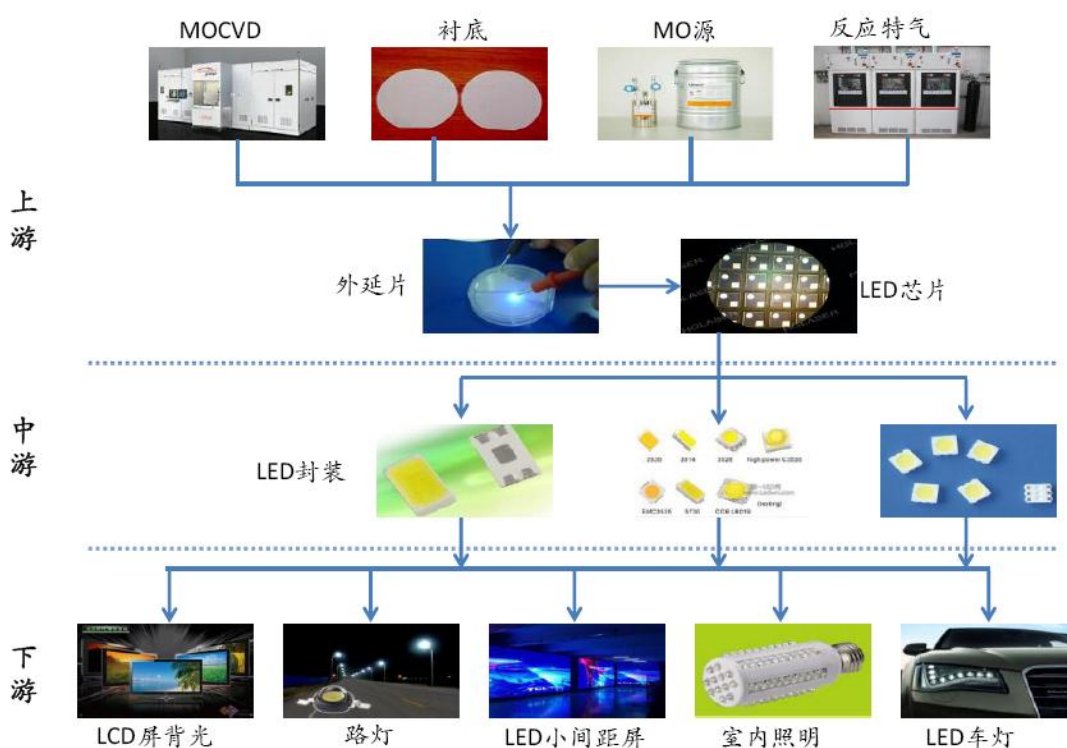 MOCVD
衬底
MO源
反应特气
上游
外延片
LED芯片
中游
LED封装
下游
LCD屏背光
路灯
LED小间距屏
室内照明
LED车灯